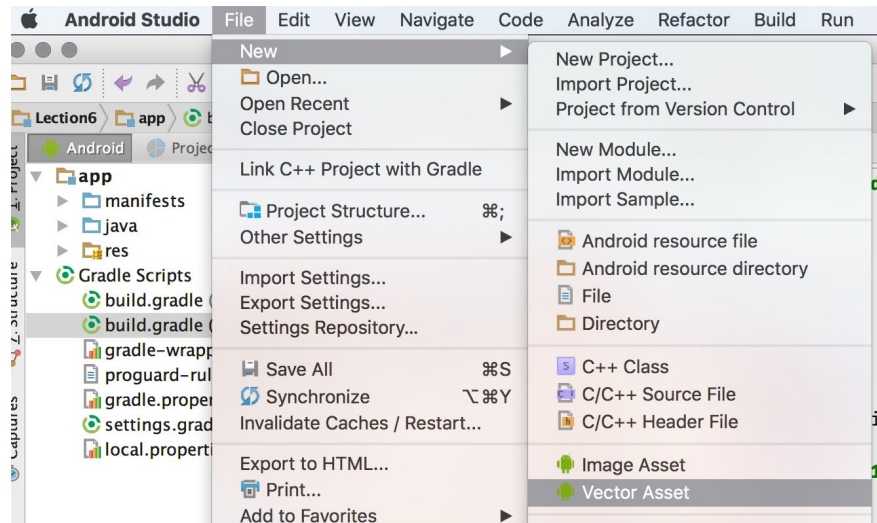 Android Studio File Edit View Navigate Code Analyze Refactor Build Run
Lection6 app
Android
1: Project
app
manifests
java
res
Gradle Scripts
build.gradle (
build.gradle (
settings.grad
local.properti
Captures
New
Open...
Open Recent
Close Project
Link C++ Project with Gradle
Project Structure... ⌘;
Other Settings
Import Settings...
Export Settings...
Settings Repository...
Save All ⌘S
Synchronize ⌥⌘Y
Invalidate Caches / Restart...
Export to HTML...
Print...
Add to Favorites
New Project...
Import Project...
Project from Version Control
New Module...
Import Module...
Import Sample...
Android resource file
Android resource directory
File
Directory
C++ Class
C/C++ Source File
C/C++ Header File
Image Asset
Vector Asset